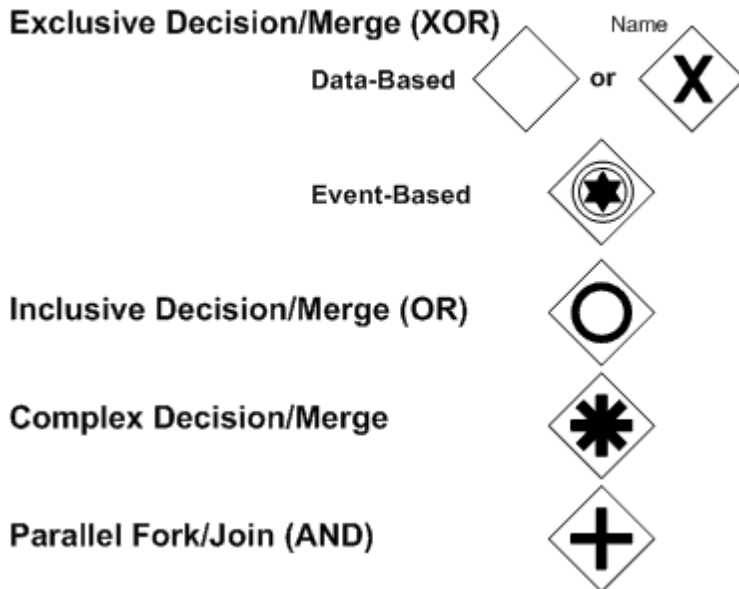 Exclusive Decision/Merge (XOR)
Name
Data-Based or X
Event-Based
Inclusive Decision/Merge (OR)
Complex Decision/Merge
Parallel Fork/Join (AND)